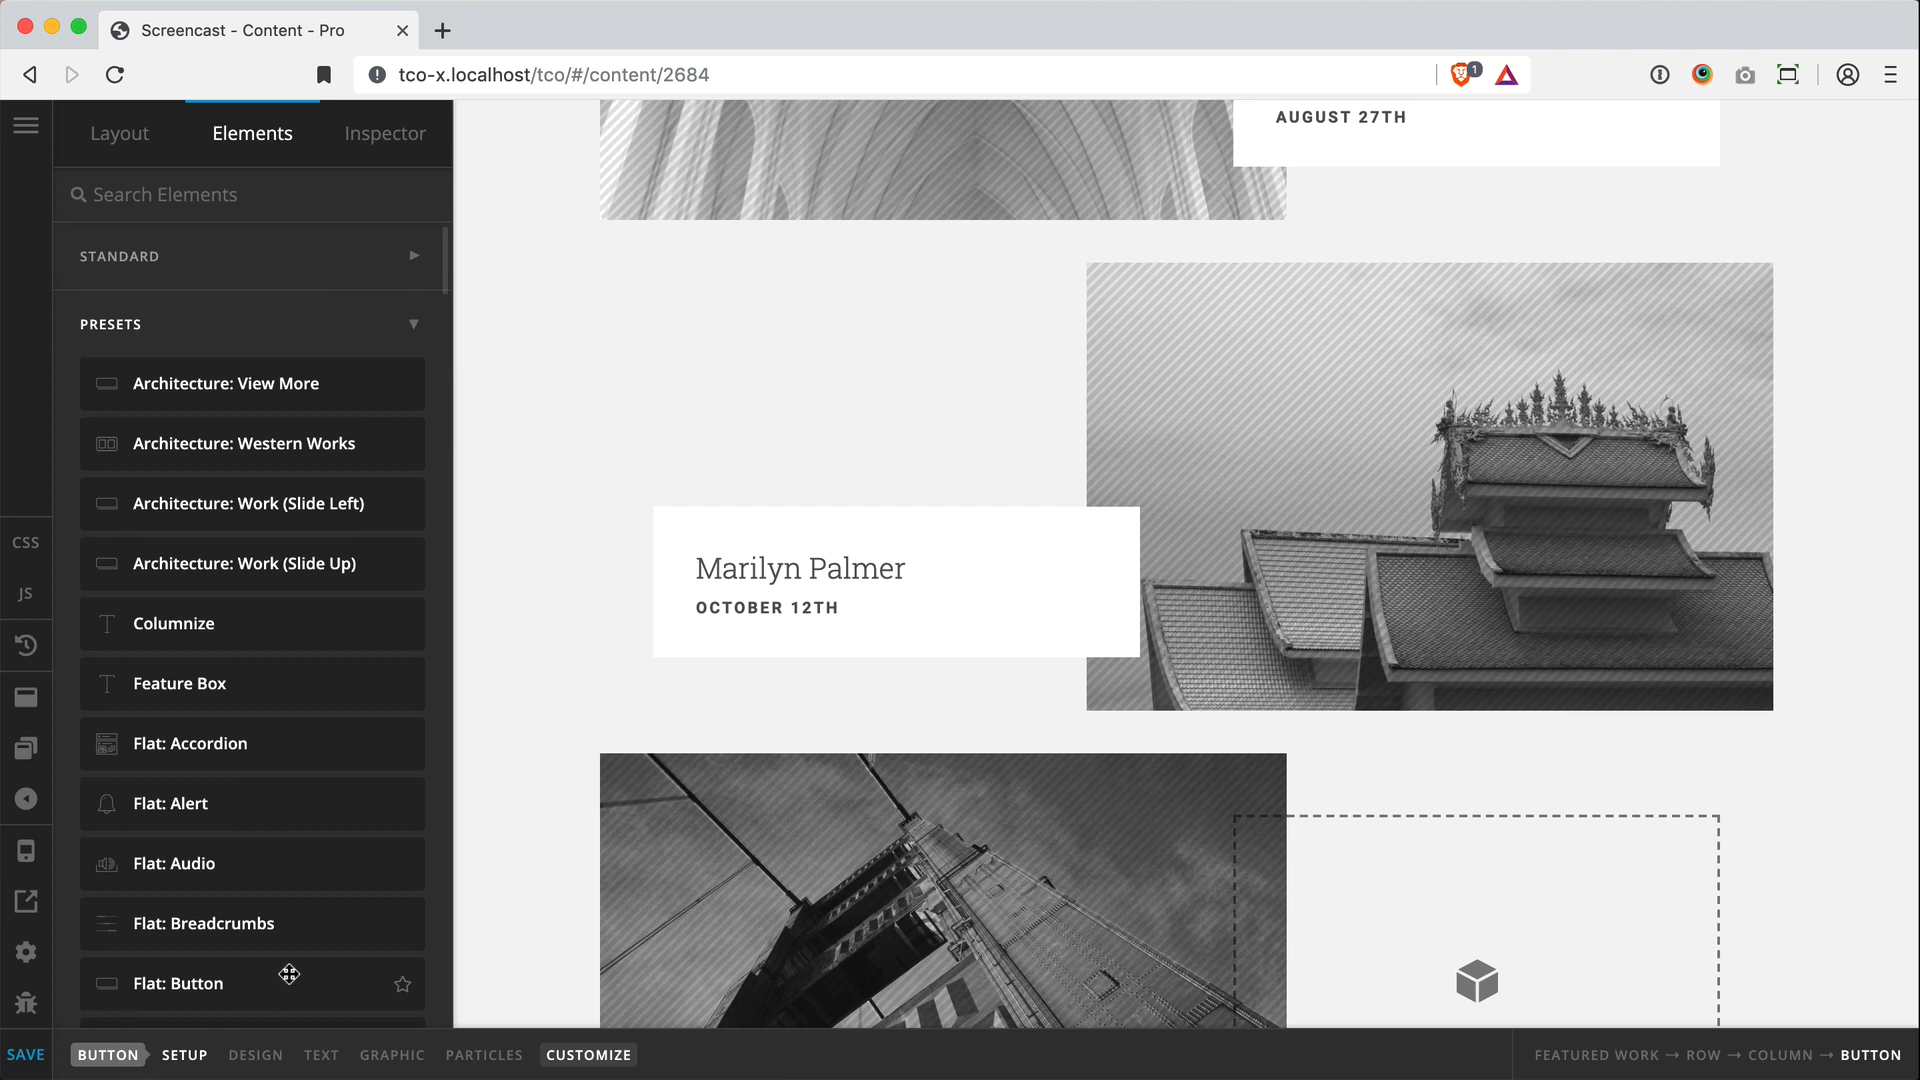 Screencast - Content - Pro
tco-x.localhost/tco/#/content/2684
1
Layout
Elements
Inspector
Search Elements
STANDARD
PRESETS
Architecture: View More
Architecture: Western Works
Architecture: Work (Slide Left)
Architecture: Work (Slide Up)
Columnize
Feature Box
Flat: Accordion
Flat: Alert
Flat: Audio
Flat: Breadcrumbs
Flat: Button
CSS
JS
AUGUST 27TH
Marilyn Palmer
OCTOBER 12TH
SAVE
BUTTON SETUP DESIGN TEXT GRAPHIC PARTICLES CUSTOMIZE
FEATURED WORK → ROW → COLUMN → BUTTON